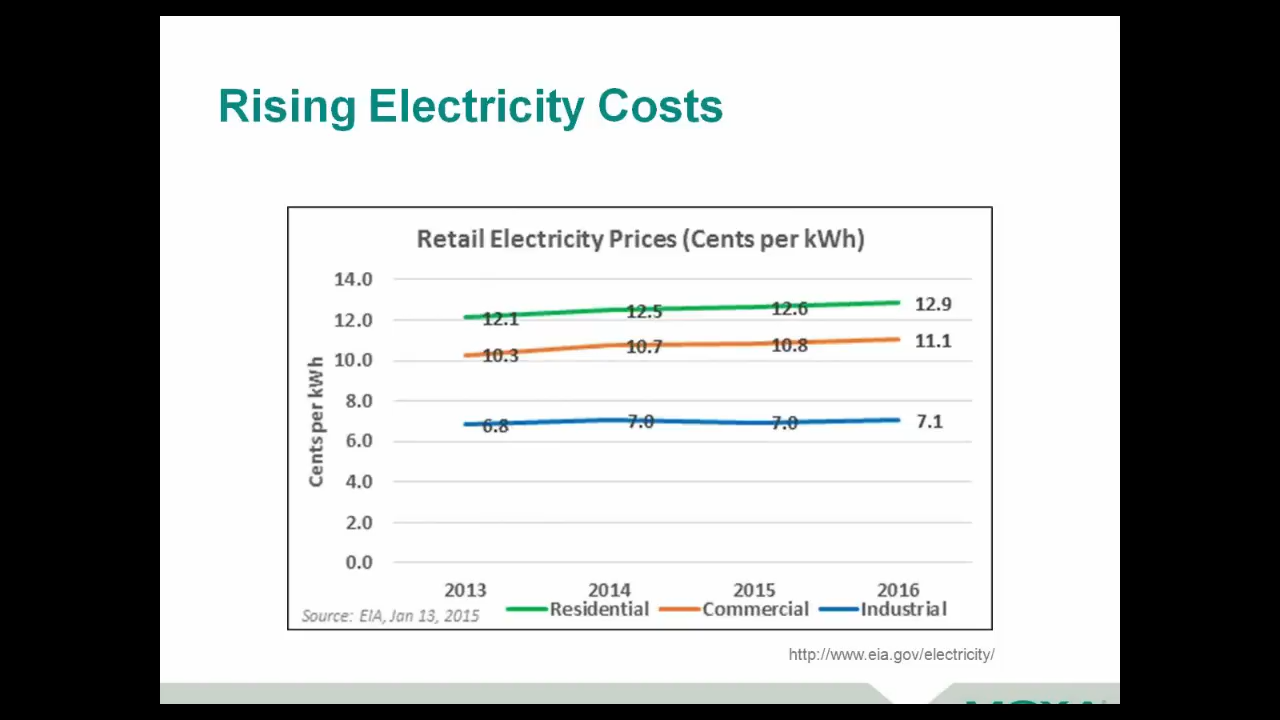 Rising Electricity Costs
Retail Electricity Prices (Cents per kWh)
14.0
12.0
10.0
8.0
6.0
4.0
2.0
0.0
Cents per kWh
12.1 12.5 12.6 12.9
10.3 10.7 10.8 11.1
6.8 7.0 7.0 7.1
2013 2014 2015 2016
Source: EIA, Jan 13, 2015
Residential Commercial Industrial
http://www.eia.gov/electricity/